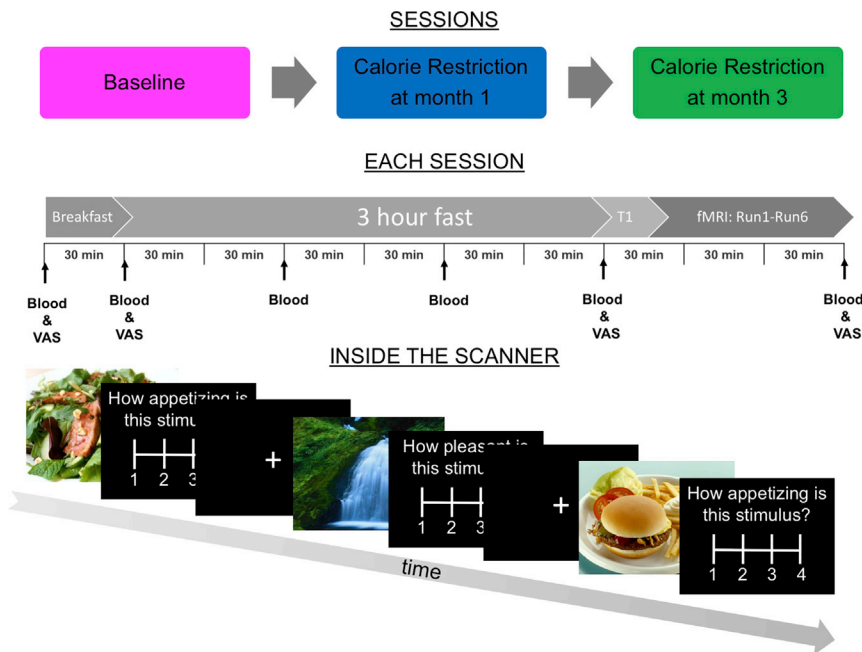 SESSIONS
Baseline
Calorie Restriction
at month 1
Calorie Restriction
at month 3
EACH SESSION
Breakfast
3 hour fast
T1
fMRI: Run1-Run6
30 min
30 min
30 min
30 min
30 min
30 min
30 min
30 min
30 min
30 min
Blood
&
VAS
Blood
&
VAS
Blood
Blood
Blood
&
VAS
Blood
&
VAS
INSIDE THE SCANNER
How appetizing is
this stimu
1 2 3
+
How pleasant is
this stimu
1 2 3
+
How appetizing is
this stimulus?
1 2 3 4
time